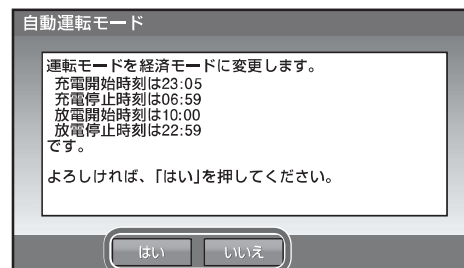 自動運転モード
運転モードを経済モードに変更します。
充電開始時刻は23:05
充電停止時刻は06:59
放電開始時刻は10:00
放電停止時刻は22:59
です。
よろしければ、「はい」を押してください。
はい いいえ